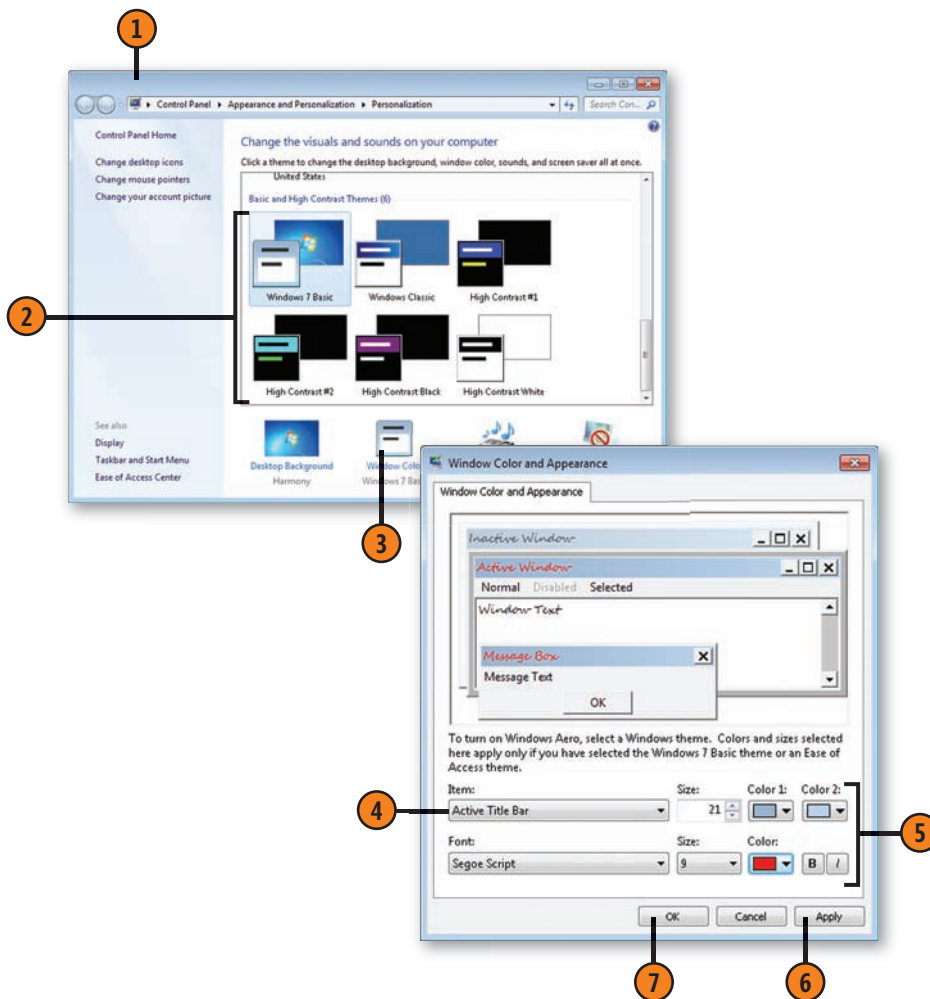 1
Control Panel ▸ Appearance and Personalization ▸ Personalization
Search Con...
Control Panel Home
Change desktop icons
Change mouse pointers
Change your account picture
Change the visuals and sounds on your computer
Click a theme to change the desktop background, window color, sounds, and screen saver all at once.
United States
Basic and High Contrast Themes (6)
Windows 7 Basic
Windows Classic
High Contrast #1
2
High Contrast #2
High Contrast Black
High Contrast White
See also
Display
Taskbar and Start Menu
Ease of Access Center
Desktop Background
Harmony
Window Colo
Windows 7 Bas
3
Window Color and Appearance
Window Color and Appearance
Inactive Window
Active Window
Normal Disabled Selected
Window Text
Message Box
Message Text
OK
To turn on Windows Aero, select a Windows theme. Colors and sizes selected
here apply only if you have selected the Windows 7 Basic theme or an Ease of
Access theme.
Item: Size: Color 1: Color 2:
4
Active Title Bar 21
5
Font: Size: Color:
Segoe Script 9 B I
OK Cancel Apply
7
6